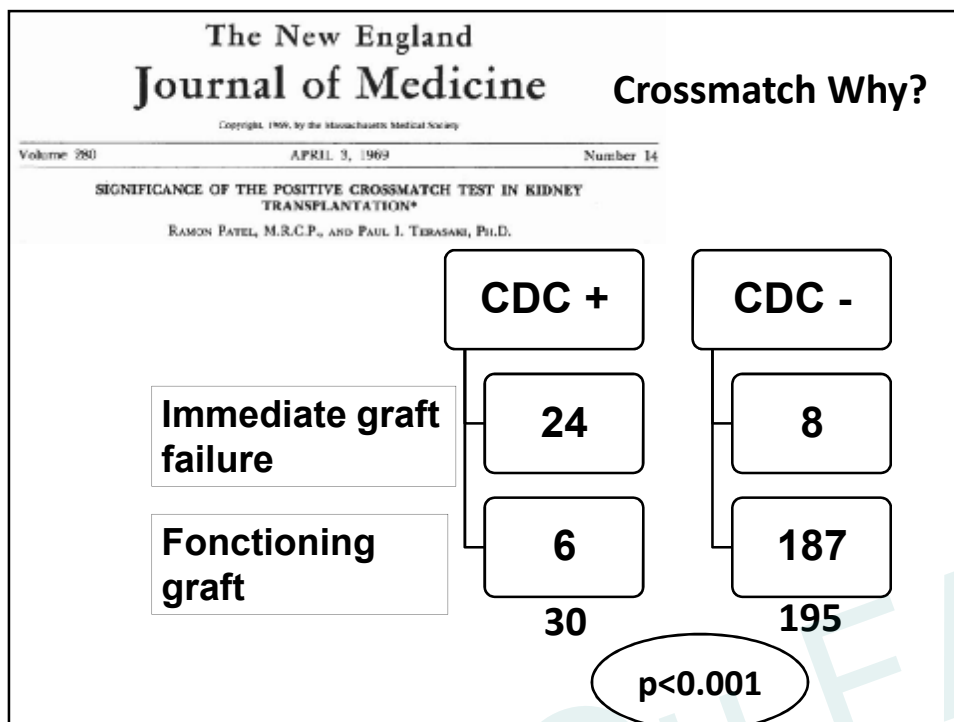 The New England
Journal of Medicine
Crossmatch Why?
Copyright, 1969, by the Massachusetts Medical Society
Volume 280 APRIL 3, 1969 Number 14
SIGNIFICANCE OF THE POSITIVE CROSSMATCH TEST IN KIDNEY
TRANSPLANTATION*
RAMON PATEL, M.R.C.P., AND PAUL I. TERASAKI, PH.D.
CDC + CDC -
Immediate graft
failure
24 8
Fonctioning
graft
6 187
30 195
p<0.001